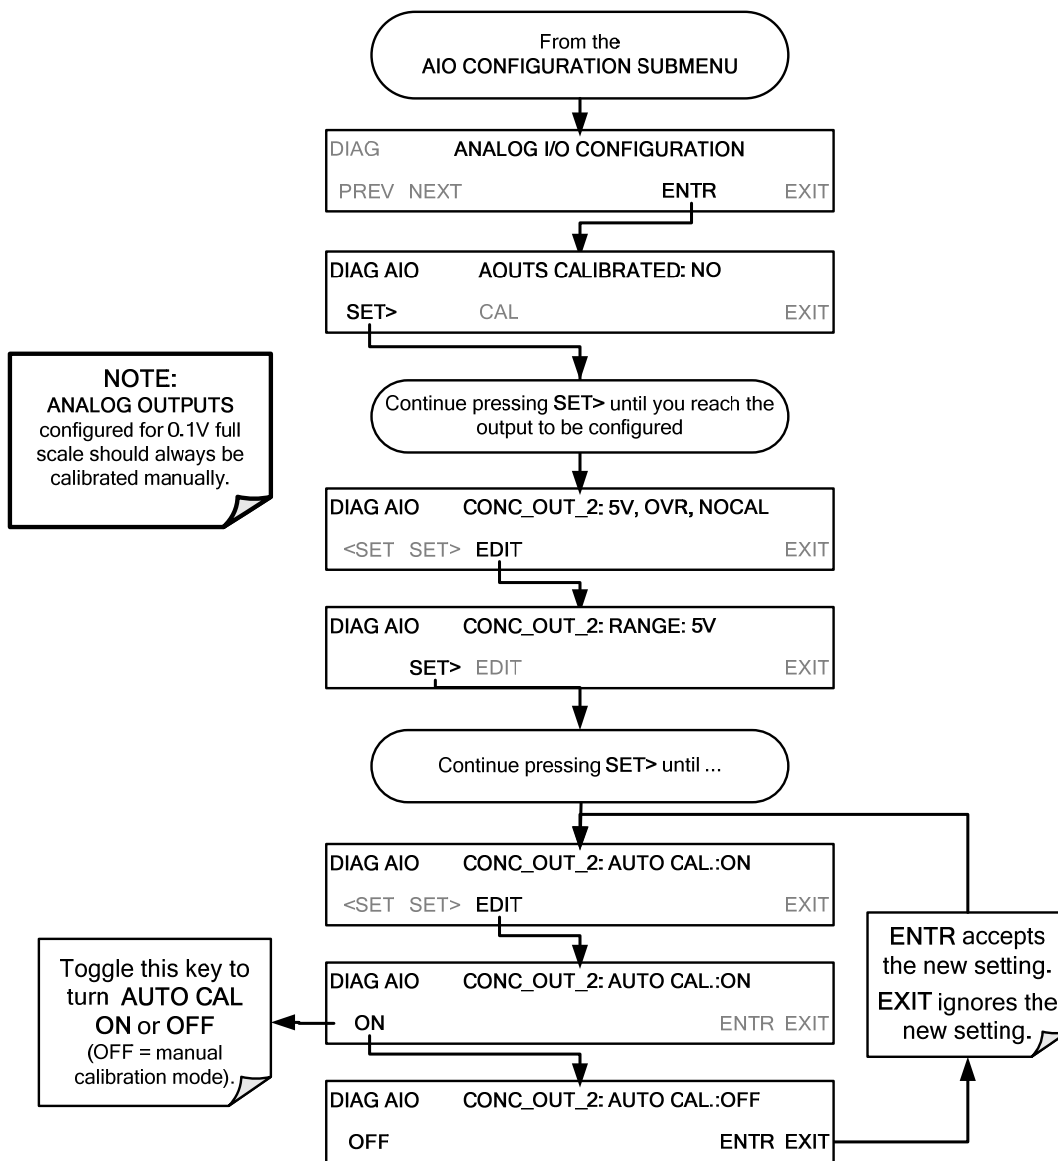 From the
AIO CONFIGURATION SUBMENU
DIAG ANALOG I/O CONFIGURATION
PREV NEXT ENTR EXIT
DIAG AIO AOUTS CALIBRATED: NO
SET> CAL EXIT
NOTE:
ANALOG OUTPUTS
configured for 0.1V full
scale should always be
calibrated manually.
Continue pressing SET> until you reach the
output to be configured
DIAG AIO CONC_OUT_2: 5V, OVR, NOCAL
<SET SET> EDIT EXIT
DIAG AIO CONC_OUT_2: RANGE: 5V
SET> EDIT EXIT
Continue pressing SET> until ...
DIAG AIO CONC_OUT_2: AUTO CAL.:ON
<SET SET> EDIT EXIT
DIAG AIO CONC_OUT_2: AUTO CAL.:ON
ON ENTR EXIT
Toggle this key to
turn AUTO CAL
ON or OFF
(OFF = manual
calibration mode).
ENTR accepts
the new setting.
EXIT ignores the
new setting.
DIAG AIO CONC_OUT_2: AUTO CAL.:OFF
OFF ENTR EXIT